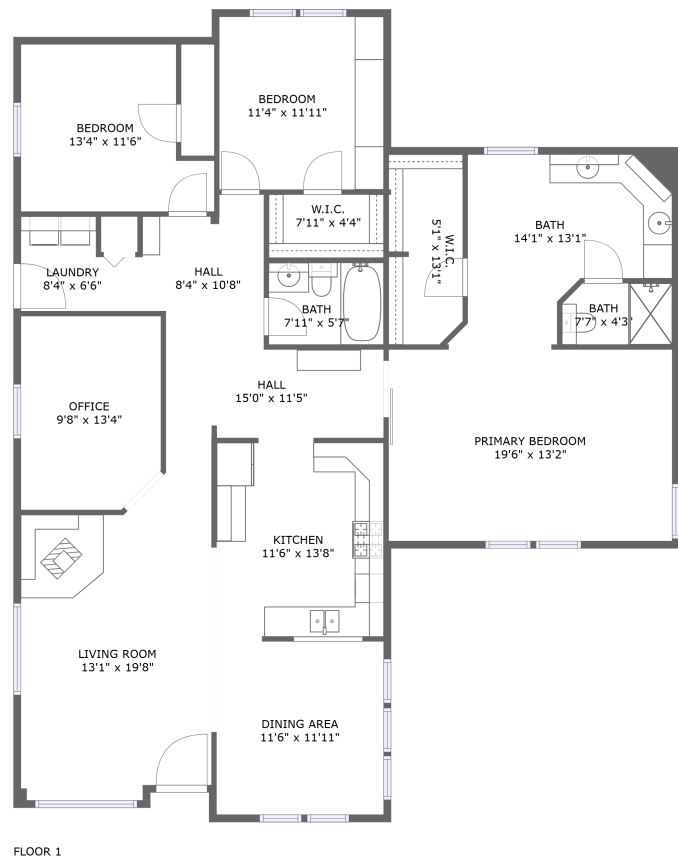 BEDROOM
11'4" x 11'11"
BEDROOM
13'4" x 11'6"
W.I.C.
7'11" x 4'4"
W.I.C.
5'1" x 13'1"
BATH
14'1" x 13'1"
LAUNDRY
8'4" x 6'6"
HALL
8'4" x 10'8"
BATH
7'11" x 5'7"
BATH
7'7" x 4'3"
HALL
15'0" x 11'5"
OFFICE
9'8" x 13'4"
PRIMARY BEDROOM
19'6" x 13'2"
KITCHEN
11'6" x 13'8"
LIVING ROOM
13'1" x 19'8"
DINING AREA
11'6" x 11'11"
FLOOR 1